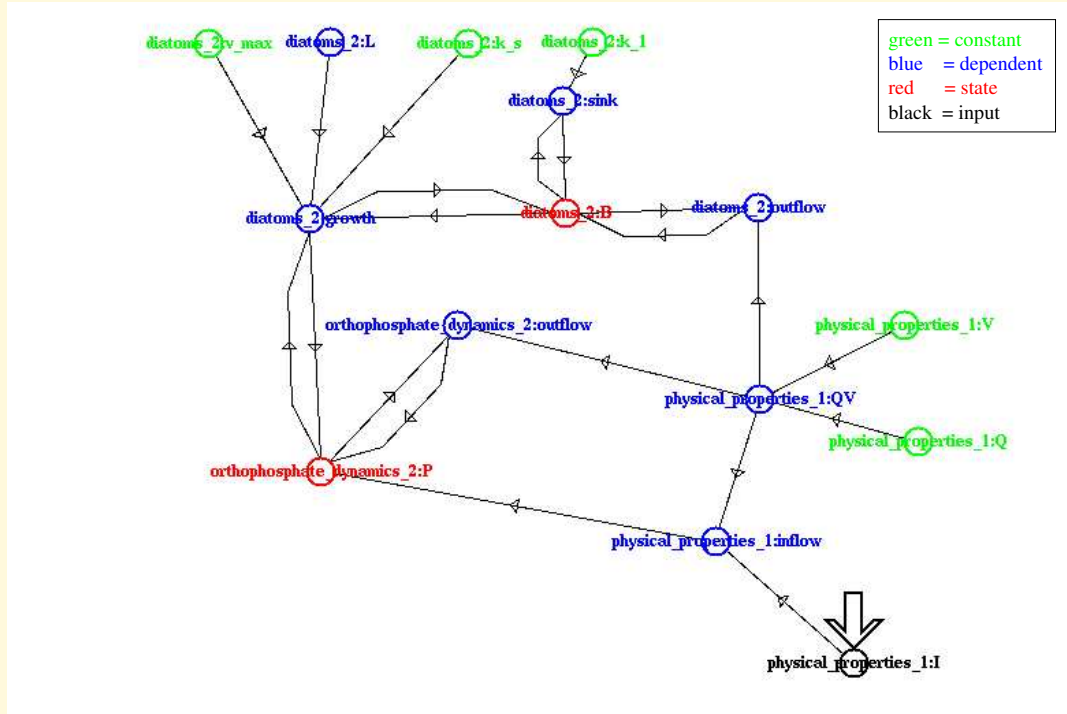 diatoms_2:v_max
diatoms_2:L
diatoms_2:k_s
diatoms_2:k_l
green = constant
blue = dependent
red = state
black = input
diatoms_2:sink
diatoms_2:growth
diatoms_2:B
diatoms_2:outflow
orthophosphate_dynamics_2:outflow
physical_properties_1:V
physical_properties_1:QV
physical_properties_1:Q
orthophosphate_dynamics_2:P
physical_properties_1:inflow
physical_properties_1:I